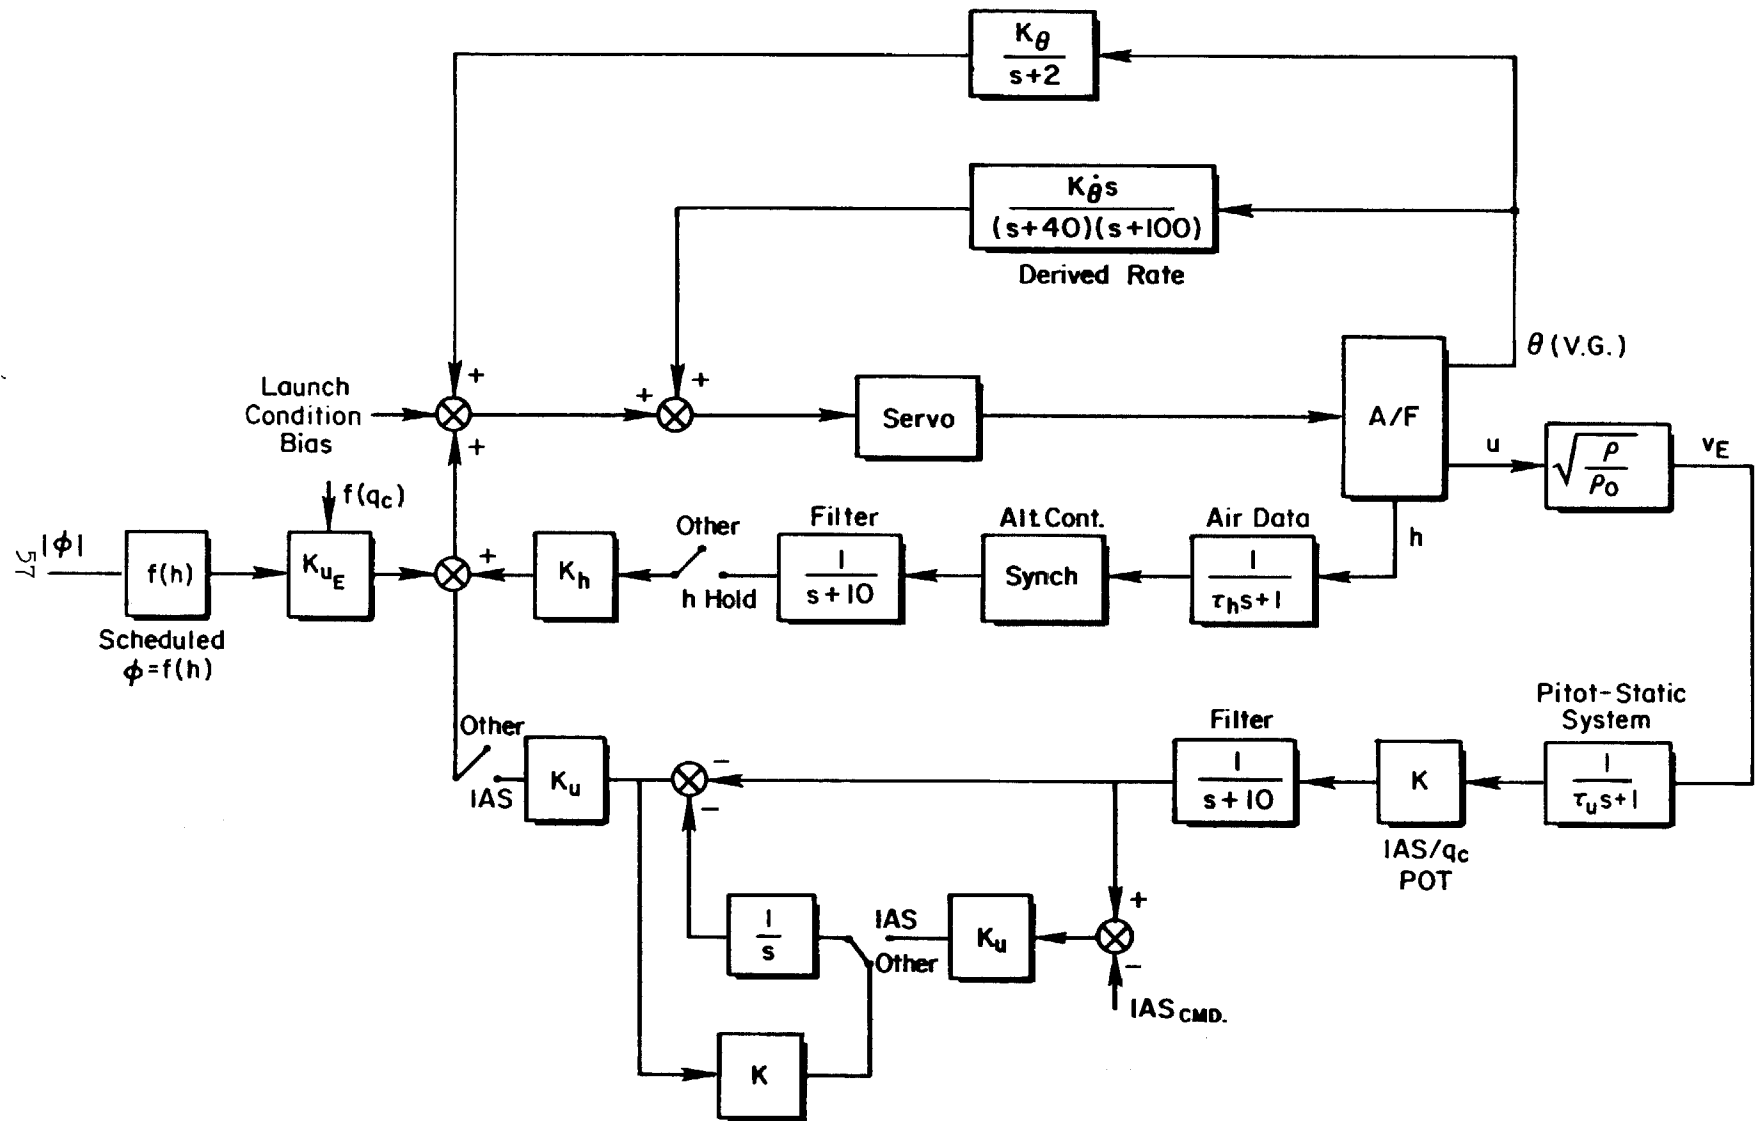 Kθ
s+2
Kθ̇s
(s+40)(s+100)
Derived Rate
θ (V.G.)
Launch
Condition
Bias
+
+
+
+
Servo
A/F
u
√ρ/ρ0
vE
h
f(qc)
|ϕ|
57
f(h)
Scheduled
ϕ=f(h)
KuE
+
Kh
Other
h Hold
Filter
1
s+10
Alt. Cont.
Synch
Air Data
1
τhs+1
Other
IAS
Ku
−
−
Filter
1
s+10
K
IAS/qc
POT
Pitot-Static
System
1
τus+1
1
s
IAS
Other
Ku
+
−
IASCMD.
K